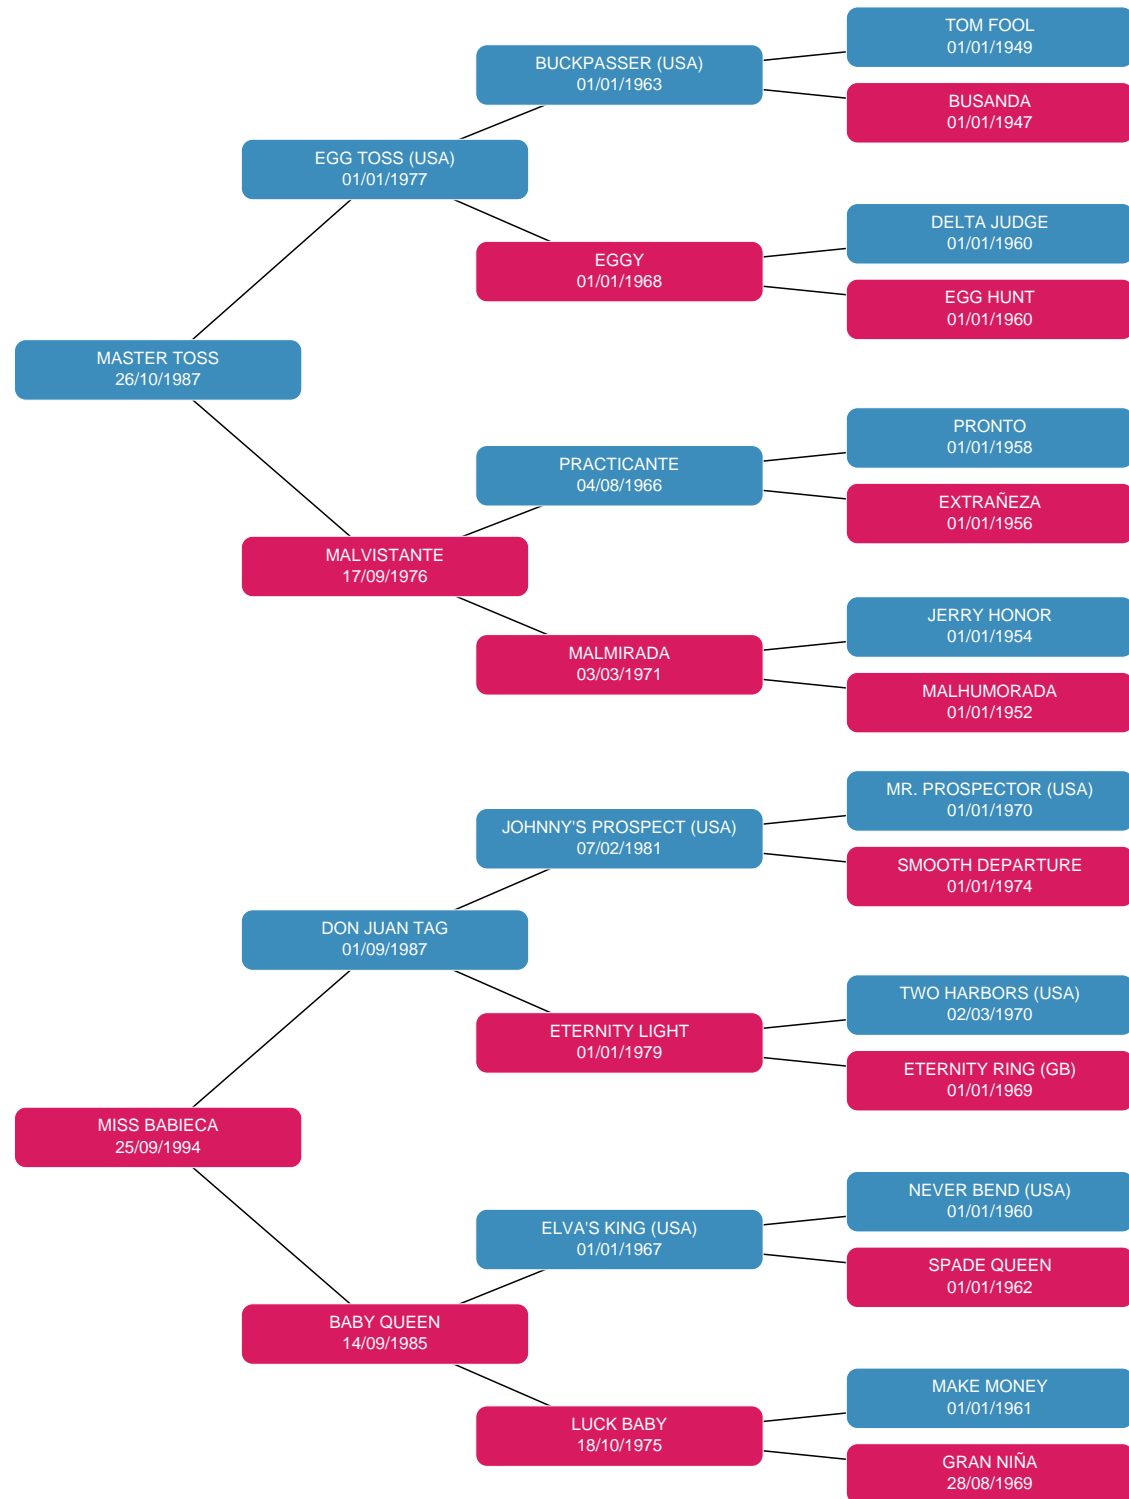 TOM FOOL
01/01/1949
BUCKPASSER (USA)
01/01/1963
BUSANDA
01/01/1947
EGG TOSS (USA)
01/01/1977
DELTA JUDGE
01/01/1960
EGGY
01/01/1968
EGG HUNT
01/01/1960
MASTER TOSS
26/10/1987
PRONTO
01/01/1958
PRACTICANTE
04/08/1966
EXTRAÑEZA
01/01/1956
MALVISTANTE
17/09/1976
JERRY HONOR
01/01/1954
MALMIRADA
03/03/1971
MALHUMORADA
01/01/1952
MR. PROSPECTOR (USA)
01/01/1970
JOHNNY'S PROSPECT (USA)
07/02/1981
SMOOTH DEPARTURE
01/01/1974
DON JUAN TAG
01/09/1987
TWO HARBORS (USA)
02/03/1970
ETERNITY LIGHT
01/01/1979
ETERNITY RING (GB)
01/01/1969
MISS BABIECA
25/09/1994
NEVER BEND (USA)
01/01/1960
ELVA'S KING (USA)
01/01/1967
SPADE QUEEN
01/01/1962
BABY QUEEN
14/09/1985
MAKE MONEY
01/01/1961
LUCK BABY
18/10/1975
GRAN NIÑA
28/08/1969